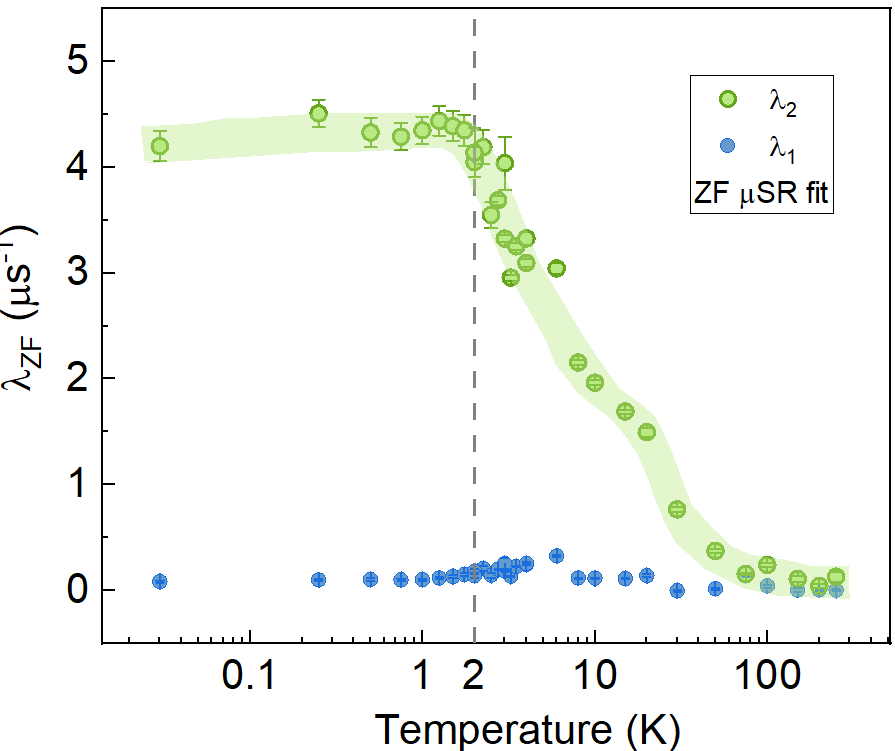 5
4
3
2
1
0
λZF (μs-1)
λ2
λ1
ZF μSR fit
0.1 1 2 10 100
Temperature (K)